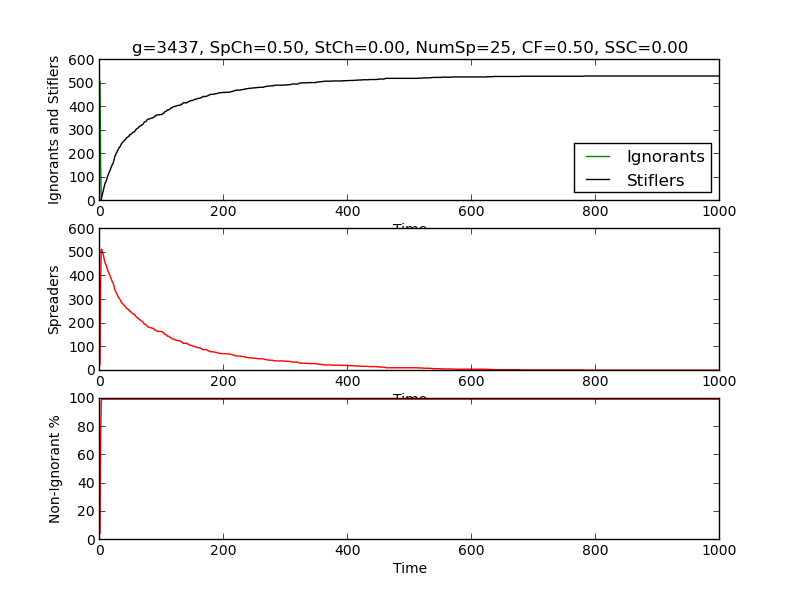 g=3437, SpCh=0.50, StCh=0.00, NumSp=25, CF=0.50, SSC=0.00
Ignorants and Stiflers
600
500
400
300
200
100
0
Ignorants
Stiflers
0 200 400 600 800 1000
Time
Spreaders
600
500
400
300
200
100
0
0 200 400 600 800 1000
Time
Non-Ignorant %
100
80
60
40
20
0
0 200 400 600 800 1000
Time